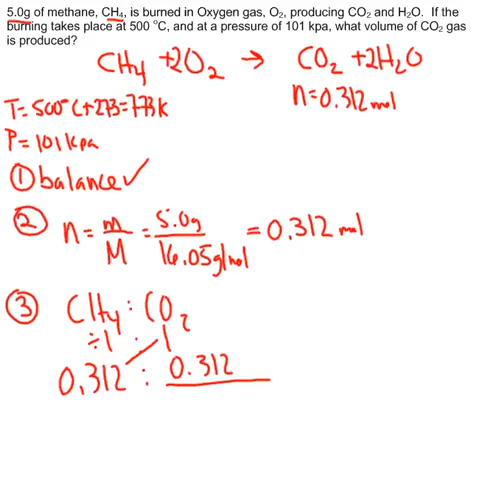 5.0g of methane, CH₄, is burned in Oxygen gas, O₂, producing CO₂ and H₂O. If the
burning takes place at 500 °C, and at a pressure of 101 kpa, what volume of CO₂ gas
is produced?
CH₄ + 2O₂ → CO₂ + 2H₂O
n=0.312 mol
T=500°C+273=773K
P=101kpa
① balance ✓
② n = m/M = 5.0g/16.05g/mol = 0.312 mol
③ CH₄ : CO₂
÷1 : 1
0.312 : 0.312